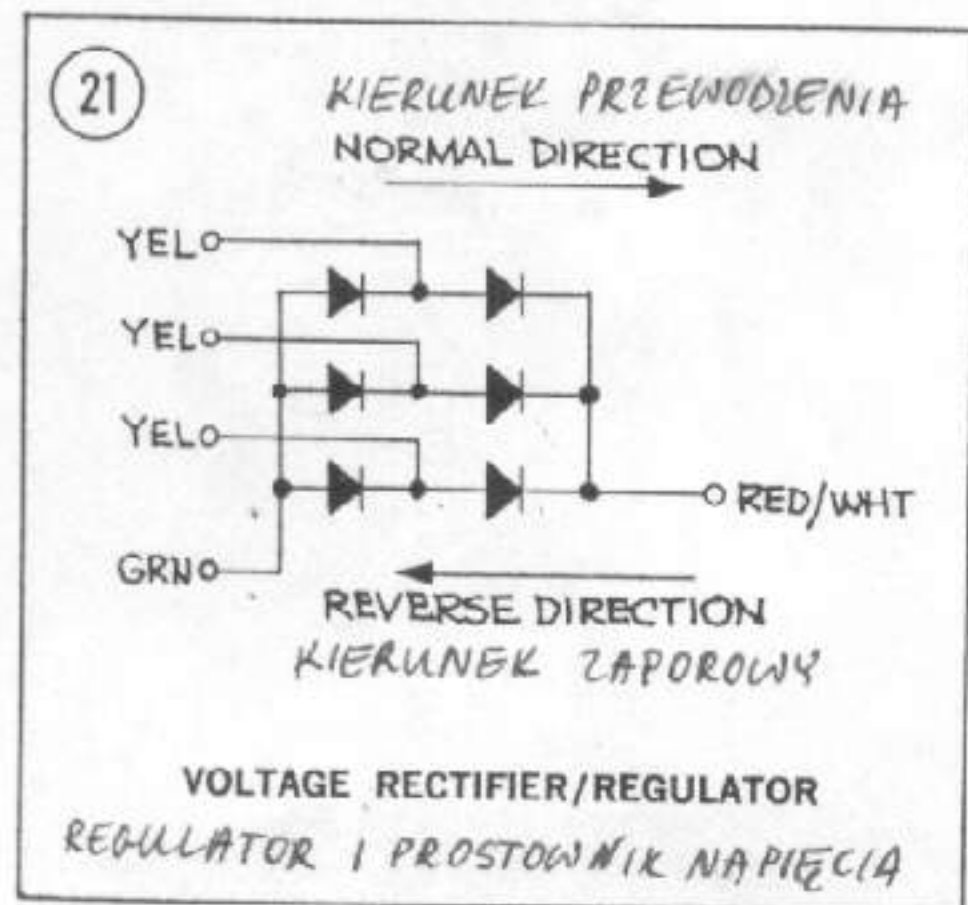 21
KIERUNEK PRZEWODZENIA
NORMAL DIRECTION
YEL
YEL
YEL
RED/WHT
GRN
REVERSE DIRECTION
KIERUNEK ZAPOROWY
VOLTAGE RECTIFIER/REGULATOR
REGULATOR I PROSTOWNIK NAPIĘCIA